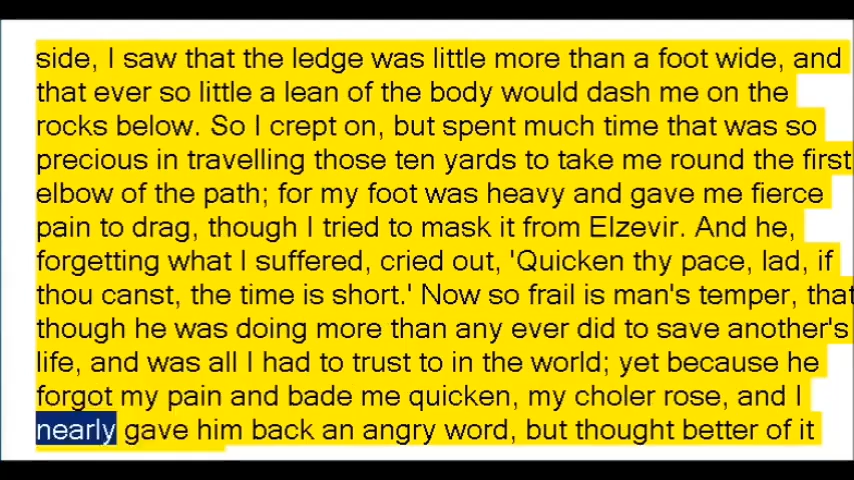 side, I saw that the ledge was little more than a foot wide, and
that ever so little a lean of the body would dash me on the
rocks below. So I crept on, but spent much time that was so
precious in travelling those ten yards to take me round the first
elbow of the path; for my foot was heavy and gave me fierce
pain to drag, though I tried to mask it from Elzevir. And he,
forgetting what I suffered, cried out, 'Quicken thy pace, lad, if
thou canst, the time is short.' Now so frail is man's temper, that
though he was doing more than any ever did to save another's
life, and was all I had to trust to in the world; yet because he
forgot my pain and bade me quicken, my choler rose, and I
nearly gave him back an angry word, but thought better of it